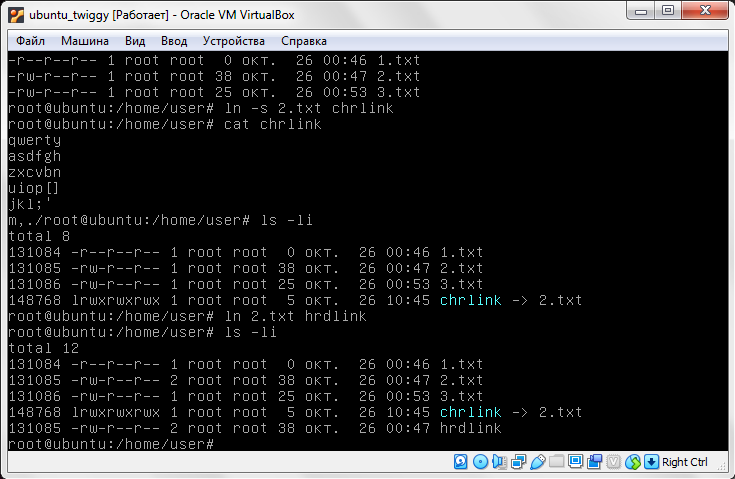 ubuntu_twiggy [Работает] - Oracle VM VirtualBox
Файл Машина Вид Ввод Устройства Справка
-r--r--r-- 1 root root  0 окт.  26 00:46 1.txt
-rw-r--r-- 1 root root 38 окт.  26 00:47 2.txt
-rw-r--r-- 1 root root 25 окт.  26 00:53 3.txt
root@ubuntu:/home/user# ln -s 2.txt chrlink
root@ubuntu:/home/user# cat chrlink
qwerty
asdfgh
zxcvbn
uiop[]
jkl;'
m,./root@ubuntu:/home/user# ls -li
total 8
131084 -r--r--r-- 1 root root  0 окт.  26 00:46 1.txt
131085 -rw-r--r-- 1 root root 38 окт.  26 00:47 2.txt
131086 -rw-r--r-- 1 root root 25 окт.  26 00:53 3.txt
148768 lrwxrwxrwx 1 root root  5 окт.  26 10:45 chrlink -> 2.txt
root@ubuntu:/home/user# ln 2.txt hrdlink
root@ubuntu:/home/user# ls -li
total 12
131084 -r--r--r-- 1 root root  0 окт.  26 00:46 1.txt
131085 -rw-r--r-- 2 root root 38 окт.  26 00:47 2.txt
131086 -rw-r--r-- 1 root root 25 окт.  26 00:53 3.txt
148768 lrwxrwxrwx 1 root root  5 окт.  26 10:45 chrlink -> 2.txt
131085 -rw-r--r-- 2 root root 38 окт.  26 00:47 hrdlink
root@ubuntu:/home/user#
Right Ctrl